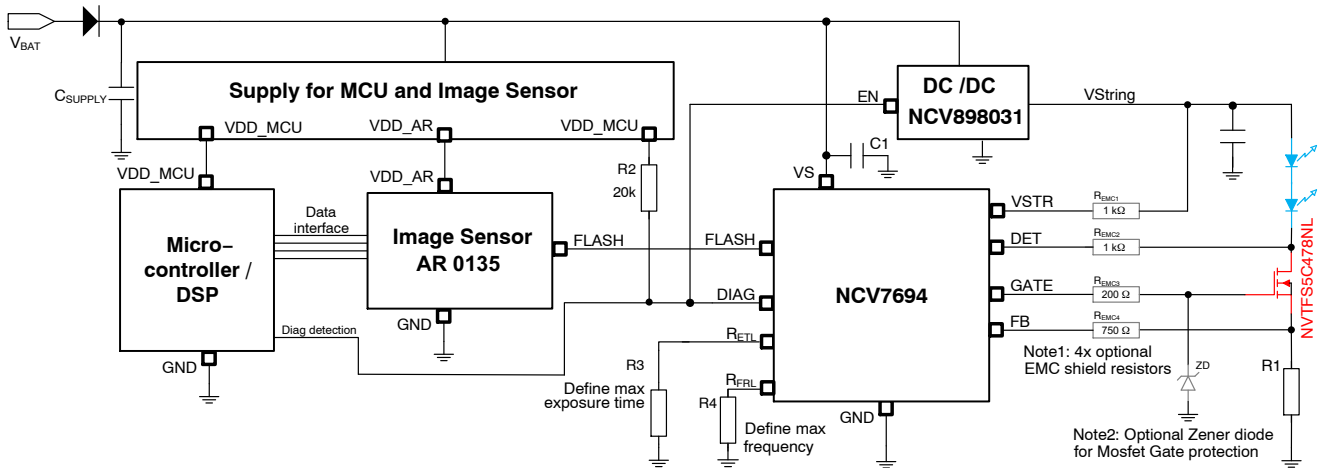 VBAT
CSUPPLY
Supply for MCU and Image Sensor
VDD_MCU
VDD_AR
VDD_MCU
DC /DC
NCV898031
EN
VString
C1
VS
R2
20k
VDD_MCU
VDD_AR
Micro–
controller /
DSP
Data
interface
Image Sensor
AR 0135
FLASH
FLASH
DIAG
RETL
RFRL
NCV7694
VSTR
DET
GATE
FB
REMC1
1 kΩ
REMC2
1 kΩ
REMC3
200 Ω
REMC4
750 Ω
NVTFS5C478NL
GND
Diag detection
GND
R3
Define max
exposure time
R4
Define max
frequency
GND
Note1: 4x optional
EMC shield resistors
ZD
R1
Note2: Optional Zener diode
for Mosfet Gate protection